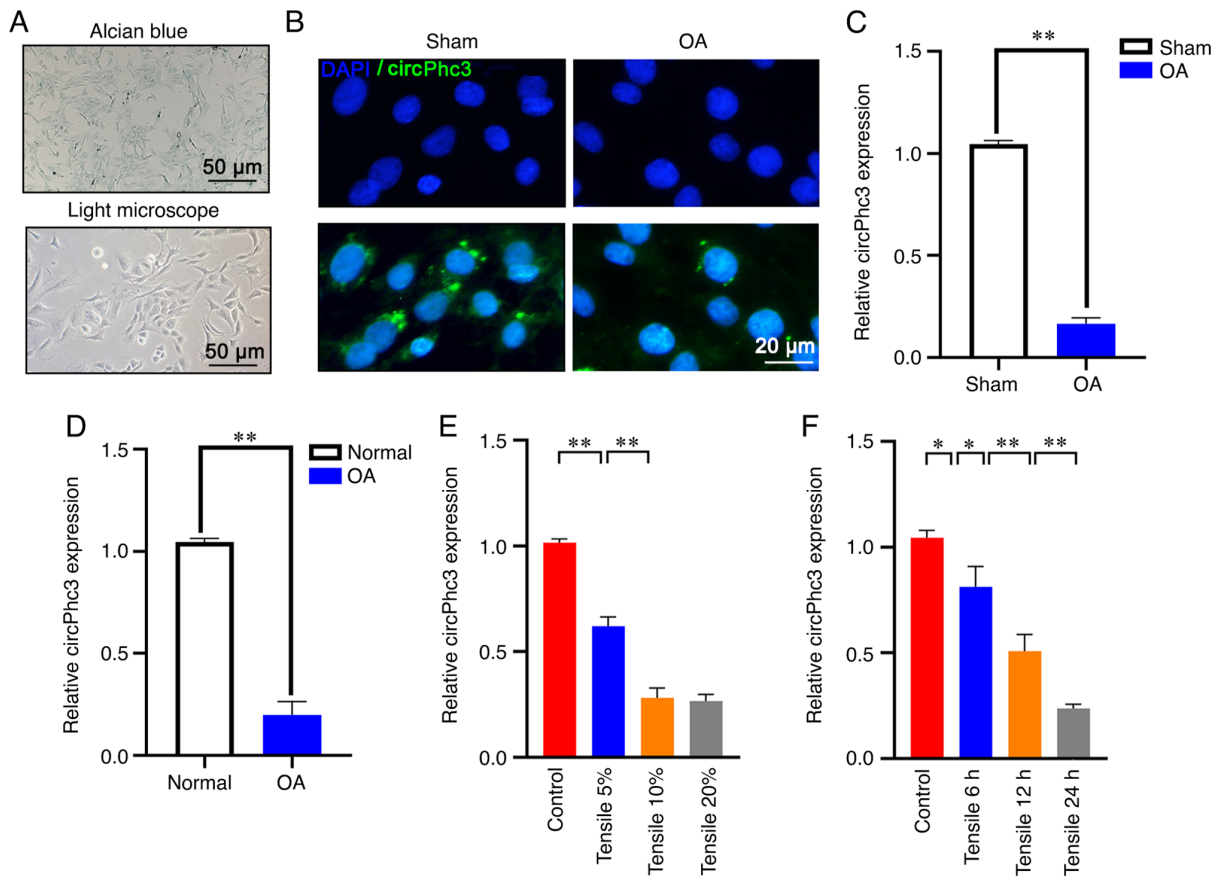 A
Alcian blue
50 µm
Light microscope
50 µm
B
Sham
OA
DAPI / circPhc3
20 µm
C
Relative circPhc3 expression
1.5
1.0
0.5
0.0
**
Sham
OA
Sham
OA
D
Relative circPhc3 expression
1.5
1.0
0.5
0.0
**
Normal
OA
Normal
OA
E
Relative circPhc3 expression
1.5
1.0
0.5
0.0
** **
Control
Tensile 5%
Tensile 10%
Tensile 20%
F
Relative circPhc3 expression
1.5
1.0
0.5
0.0
* * ** **
Control
Tensile 6 h
Tensile 12 h
Tensile 24 h